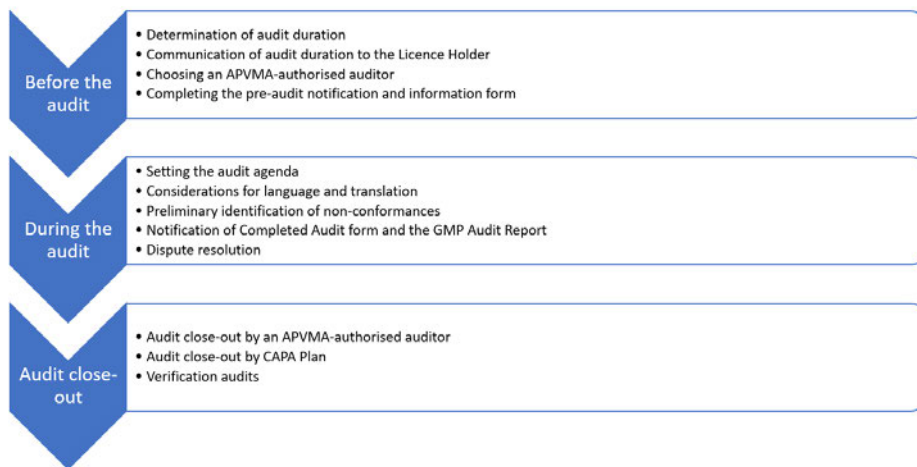 Before the
audit
• Determination of audit duration
• Communication of audit duration to the Licence Holder
• Choosing an APVMA-authorised auditor
• Completing the pre-audit notification and information form
During the
audit
• Setting the audit agenda
• Considerations for language and translation
• Preliminary identification of non-conformances
• Notification of Completed Audit form and the GMP Audit Report
• Dispute resolution
Audit close-
out
• Audit close-out by an APVMA-authorised auditor
• Audit close-out by CAPA Plan
• Verification audits